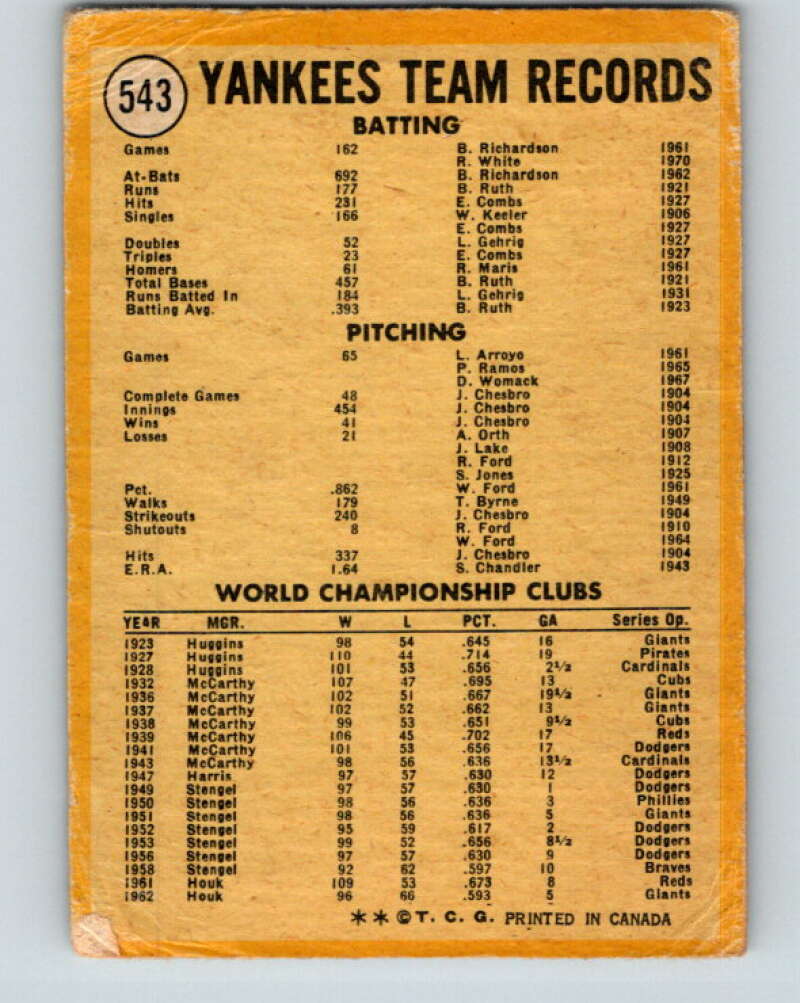 543 YANKEES TEAM RECORDS
BATTING
Games 162 B. Richardson 1961
R. White 1970
At-Bats 692 B. Richardson 1962
Runs 177 B. Ruth 1921
Hits 231 E. Combs 1927
Singles 166 W. Keeler 1906
E. Combs 1927
Doubles 52 L. Gehrig 1927
Triples 23 E. Combs 1927
Homers 61 R. Maris 1961
Total Bases 457 B. Ruth 1921
Runs Batted In 184 L. Gehrig 1931
Batting Avg. .393 B. Ruth 1923
PITCHING
Games 65 L. Arroyo 1961
P. Ramos 1965
D. Womack 1967
Complete Games 48 J. Chesbro 1904
Innings 454 J. Chesbro 1904
Wins 41 J. Chesbro 1904
Losses 21 A. Orth 1907
J. Lake 1908
R. Ford 1912
S. Jones 1925
Pct. .862 W. Ford 1961
Walks 179 T. Byrne 1949
Strikeouts 240 J. Chesbro 1904
Shutouts 8 R. Ford 1910
W. Ford 1964
Hits 337 J. Chesbro 1904
E.R.A. 1.64 S. Chandler 1943
WORLD CHAMPIONSHIP CLUBS
YEAR MGR. W L PCT. GA Series Op.
1923 Huggins 98 54 .645 16 Giants
1927 Huggins 110 44 .714 19 Pirates
1928 Huggins 101 53 .656 2½ Cardinals
1932 McCarthy 107 47 .695 13 Cubs
1936 McCarthy 102 51 .667 19½ Giants
1937 McCarthy 102 52 .662 13 Giants
1938 McCarthy 99 53 .651 9½ Cubs
1939 McCarthy 106 45 .702 17 Reds
1941 McCarthy 101 53 .656 17 Dodgers
1943 McCarthy 98 56 .636 13½ Cardinals
1947 Harris 97 57 .630 12 Dodgers
1949 Stengel 97 57 .630 1 Dodgers
1950 Stengel 98 56 .636 3 Phillies
1951 Stengel 98 56 .636 5 Giants
1952 Stengel 95 59 .617 2 Dodgers
1953 Stengel 99 52 .656 8½ Dodgers
1956 Stengel 97 57 .630 9 Dodgers
1958 Stengel 92 62 .597 10 Braves
1961 Houk 109 53 .673 8 Reds
1962 Houk 96 66 .593 5 Giants
** © T. C. G. PRINTED IN CANADA